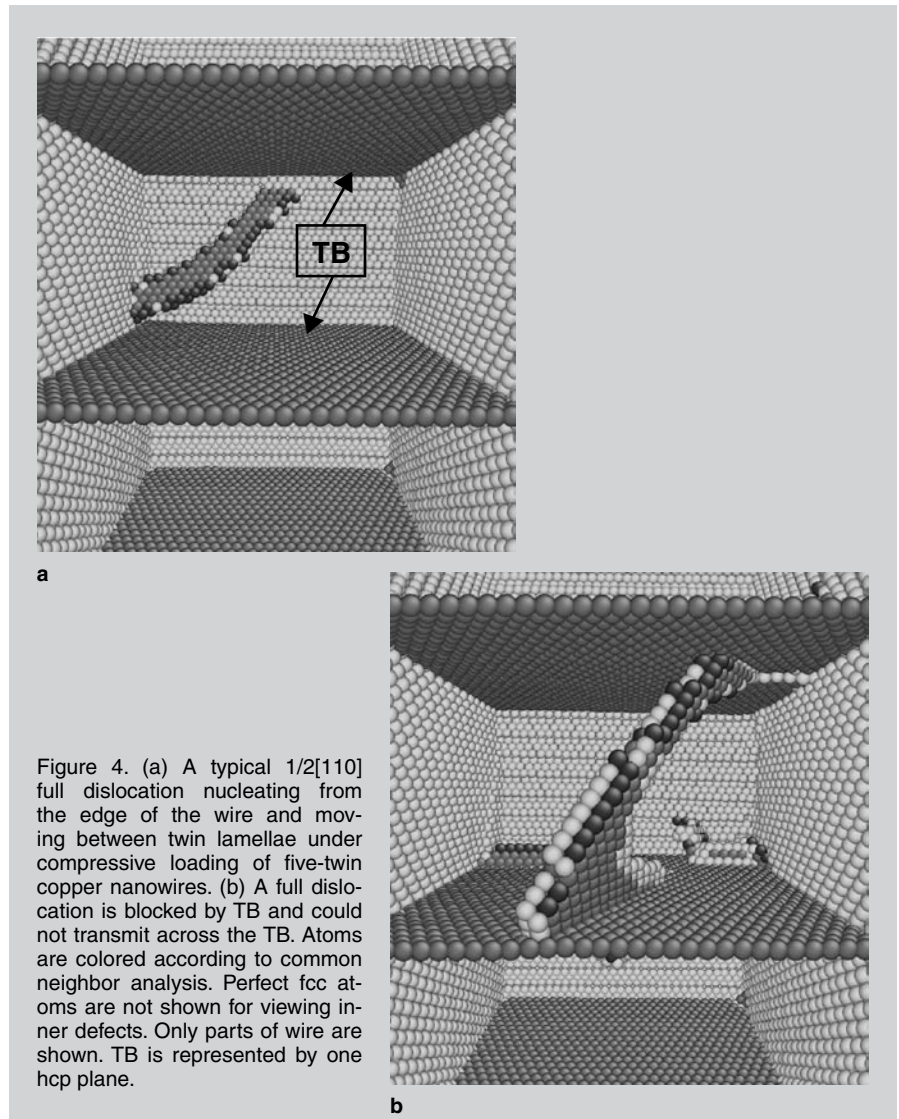 TB
a
Figure 4. (a) A typical 1/2[110]
full dislocation nucleating from
the edge of the wire and mov-
ing between twin lamellae under
compressive loading of five-twin
copper nanowires. (b) A full dislo-
cation is blocked by TB and could
not transmit across the TB. Atoms
are colored according to common
neighbor analysis. Perfect fcc at-
oms are not shown for viewing in-
ner defects. Only parts of wire are
shown. TB is represented by one
hcp plane.
b